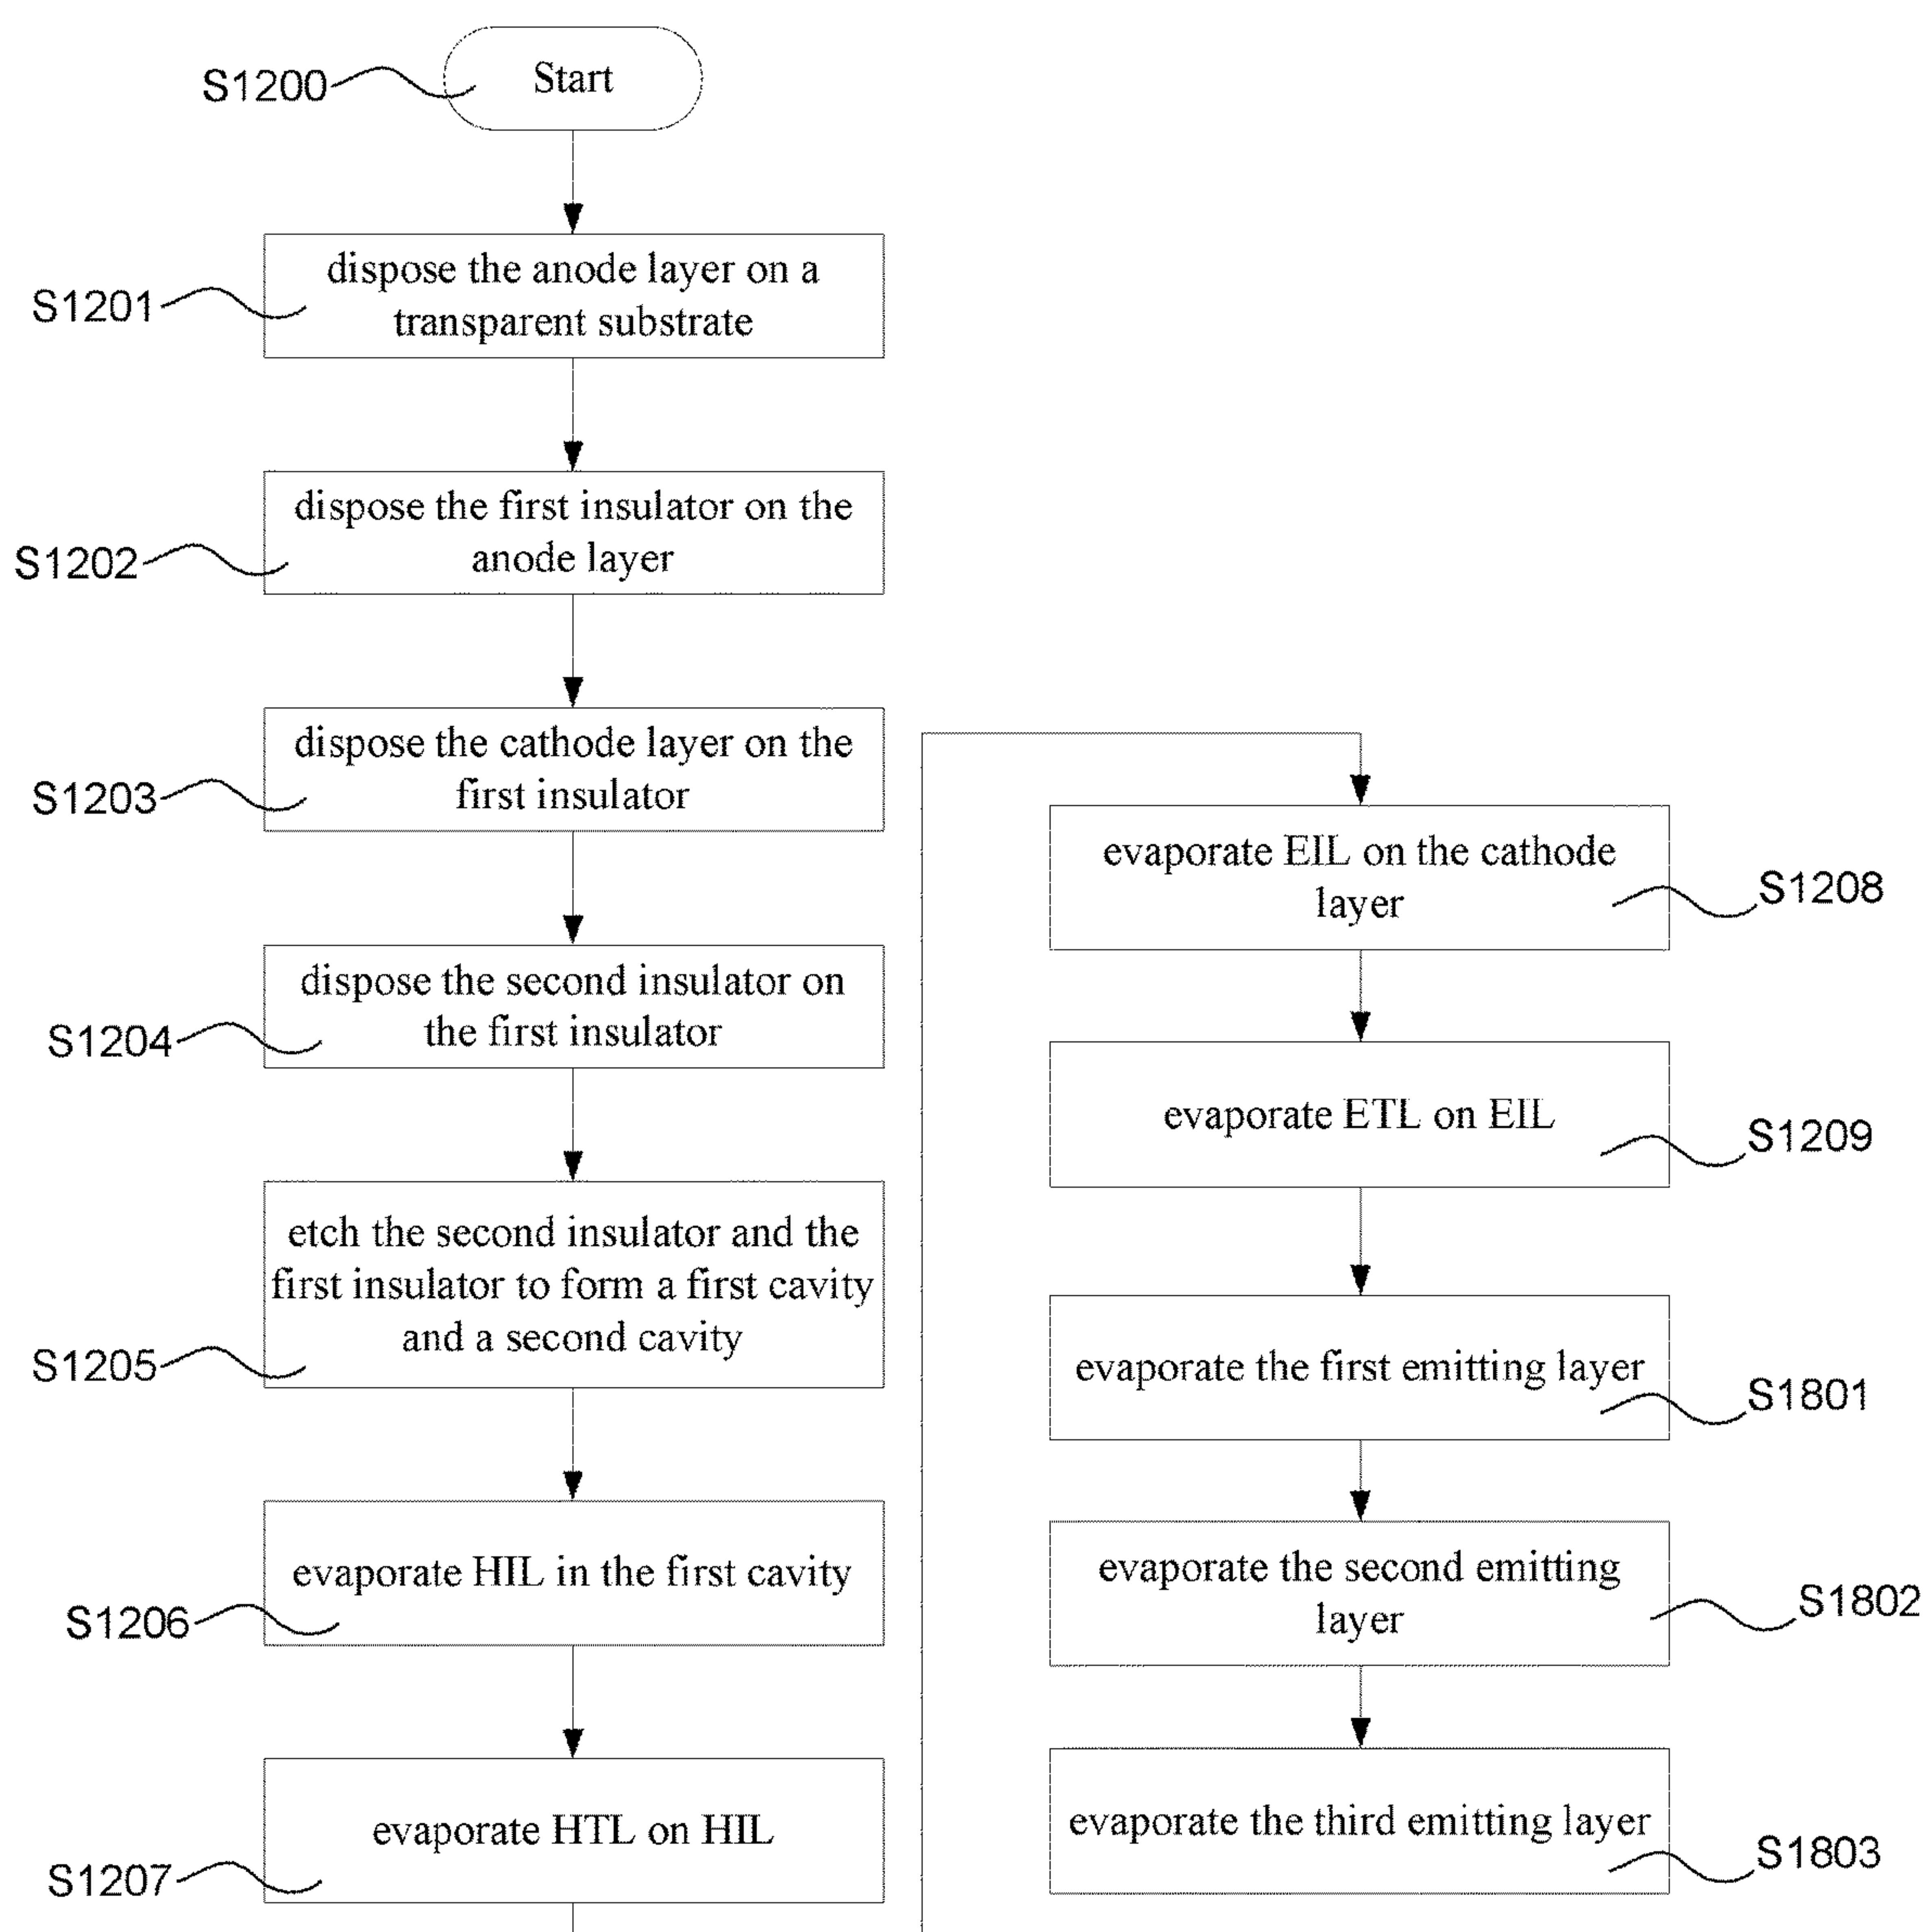 S1200
Start
S1201
dispose the anode layer on a
transparent substrate
S1202
dispose the first insulator on the
anode layer
S1203
dispose the cathode layer on the
first insulator
S1204
dispose the second insulator on
the first insulator
S1205
etch the second insulator and the
first insulator to form a first cavity
and a second cavity
S1206
evaporate HIL in the first cavity
S1207
evaporate HTL on HIL
evaporate EIL on the cathode
layer
S1208
evaporate ETL on EIL
S1209
evaporate the first emitting layer
S1801
evaporate the second emitting
layer
S1802
evaporate the third emitting layer
S1803